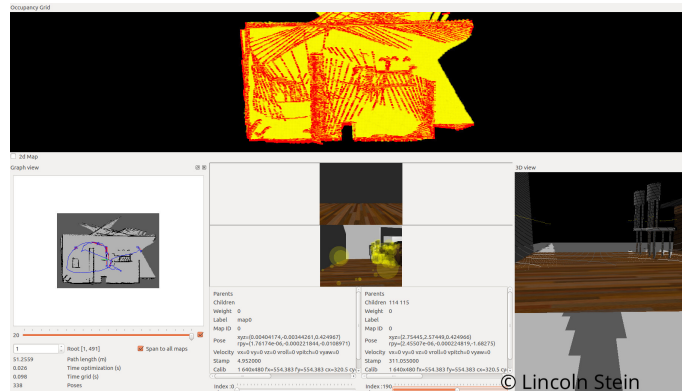 Occupancy Grid
2d Map
Graph view
3D view
20
1 Root [1, 491] Span to all maps
51.2559 Path length (m)
0.026 Time optimization (s)
0.098 Time grid (s)
338 Poses
Parents
Children
Weight 0
Label map0
Map ID 0
Pose xyz=(0.00404174,-0.00344261,0.424967)
rpy=(1.76174e-06,-0.000221844,-0.0108971)
Velocity vx=0 vy=0 vz=0 vroll=0 vpitch=0 vyaw=0
Stamp 4.952000
Calib 1 640x480 fx=554.383 fy=554.383 cx=320.5 cy
Index :0
Parents
Children 114 115
Weight 0
Label
Map ID 0
Pose xyz=(2.75445,2.57449,0.424966)
rpy=(2.45507e-06,-0.000224819,-1.68275)
Velocity vx=0 vy=0 vz=0 vroll=0 vpitch=0 vyaw=0
Stamp 311.055000
Calib 1 640x480 fx=554.383 fy=554.383 cx=320.5 cy
Index :190
© Lincoln Stein